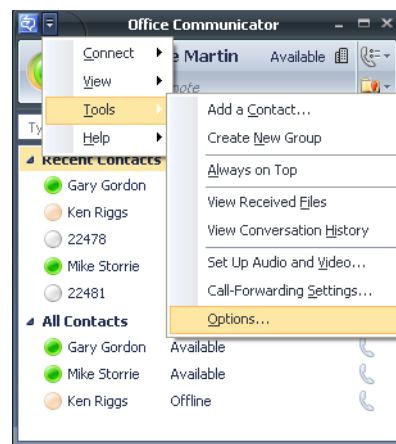 Office Communicator
Connect
e Martin Available
View
note
Tools
Add a Contact...
Help
Create New Group
Ty
Always on Top
Recent Contacts
Gary Gordon
View Received Files
Ken Riggs
View Conversation History
22478
Set Up Audio and Video...
Mike Storrie
Call-Forwarding Settings...
22481
Options...
All Contacts
Gary Gordon Available
Mike Storrie Available
Ken Riggs Offline